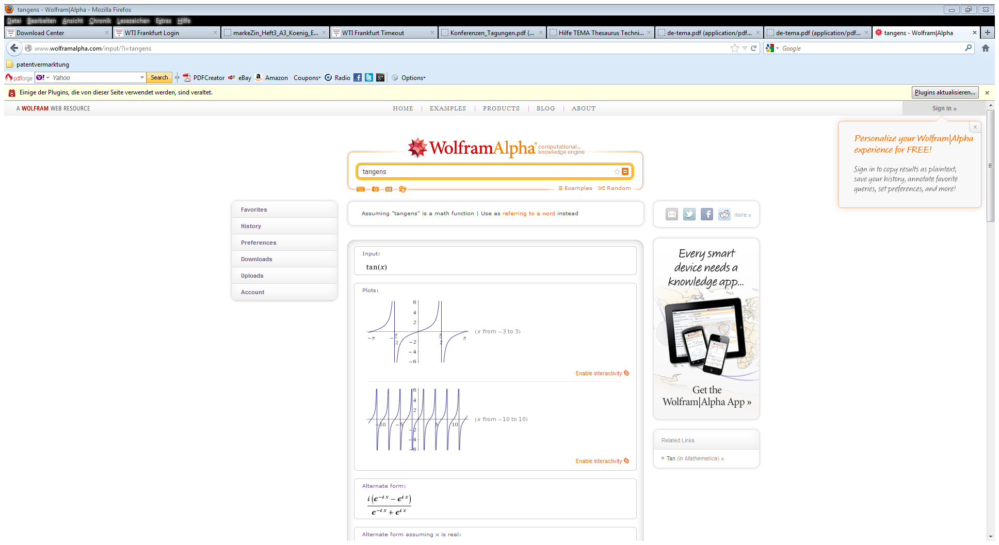 tangens - Wolfram|Alpha - Mozilla Firefox
Datei Bearbeiten Ansicht Chronik Lesezeichen Extras Hilfe
Download Center
WTI Frankfurt Login
markeZin_Heft3_A3_Koenig_E...
WTI Frankfurt Timeout
Konferenzen_Tagungen.pdf (...
Hilfe TEMA Thesaurus Techni...
de-tema.pdf (application/pdf...
de-tema.pdf (application/pdf...
tangens - Wolfram|Alpha
www.wolframalpha.com/input/?i=tangens
Google
patentvermarktung
pdfforge
Y! Yahoo
Search
PDFCreator
eBay
Amazon
Coupons
Radio
Options
Einige der Plugins, die von dieser Seite verwendet werden, sind veraltet.
Plugins aktualisieren...
A WOLFRAM WEB RESOURCE
HOME | EXAMPLES | PRODUCTS | BLOG | ABOUT
Sign in »
x
Personalize your Wolfram|Alpha
experience for FREE!
Sign in to copy results as plaintext,
save your history, annotate favorite
queries, set preferences, and more!
WolframAlpha computational...
knowledge engine
tangens
Examples Random
Favorites
History
Preferences
Downloads
Uploads
Account
Assuming "tangens" is a math function | Use as referring to a word instead
more »
Input:
tan(x)
Plots:
6
4
2
−2
−4
−6
−π
−π/2
π/2
π
(x from −3 to 3)
Enable interactivity
6
4
2
−2
−4
−6
−10
−5
5
10
(x from −10 to 10)
Enable interactivity
Alternate form:
i (e^(−i x) − e^(i x))
e^(−i x) + e^(i x)
Alternate form assuming x is real:
Every smart
device needs a
knowledge app...
Get the
Wolfram|Alpha App »
Related Links
Tan (in Mathematica) »